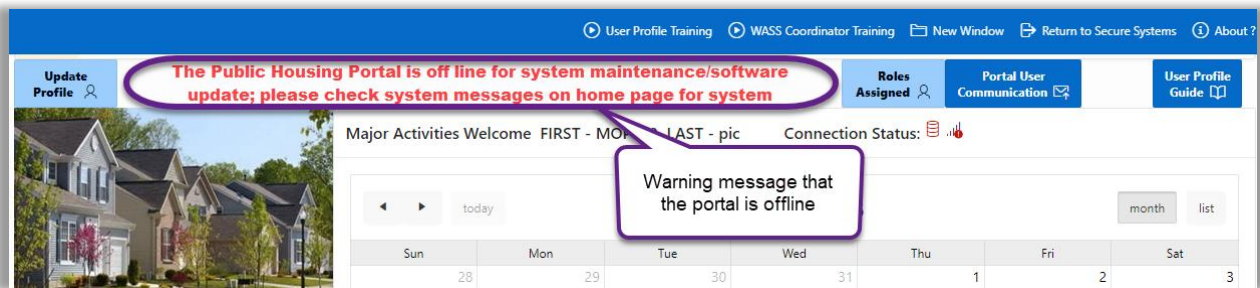 User Profile Training WASS Coordinator Training New Window Return to Secure Systems About ?
Update
Profile
The Public Housing Portal is off line for system maintenance/software
update; please check system messages on home page for system
Roles
Assigned
Portal User
Communication
User Profile
Guide
Major Activities Welcome FIRST - LAST - pic Connection Status:
Warning message that
the portal is offline
today
month list
Sun Mon Tue Wed Thu Fri Sat
28 29 30 31 1 2 3